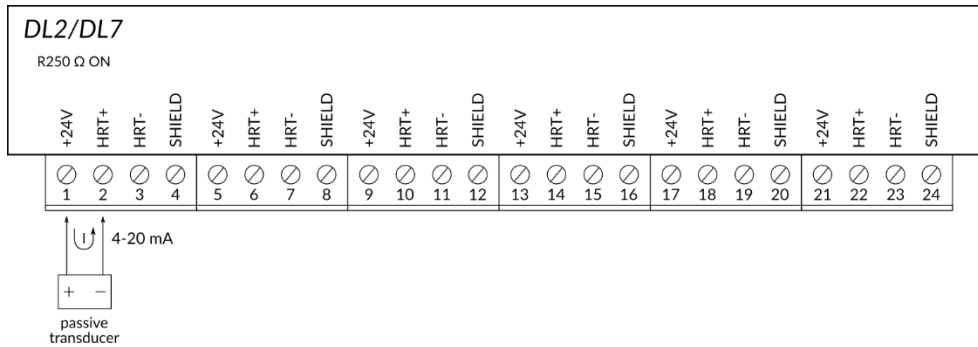 DL2/DL7
R250 Ω ON
+24V HRT+ HRT- SHIELD +24V HRT+ HRT- SHIELD +24V HRT+ HRT- SHIELD +24V HRT+ HRT- SHIELD +24V HRT+ HRT- SHIELD +24V HRT+ HRT- SHIELD
1 2 3 4 5 6 7 8 9 10 11 12 13 14 15 16 17 18 19 20 21 22 23 24
I 4-20 mA
+ −
passive
transducer